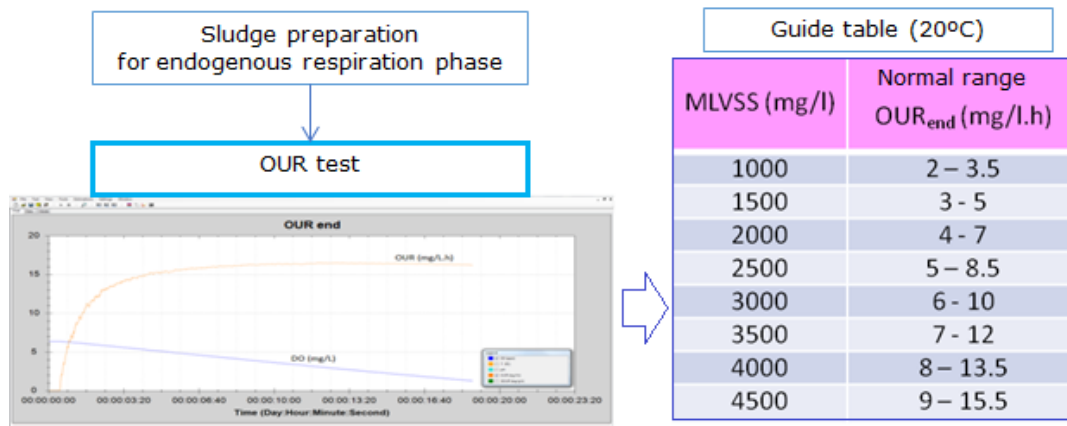 Sludge preparation
for endogenous respiration phase
OUR test
OUR end
20
15
10
5
0
OUR (mg/L.h)
DO (mg/L)
00:00:00:00 00:00:03:20 00:00:06:40 00:00:10:00 00:00:13:20 00:00:16:40 00:00:20:00 00:00:23:20
Time (Day:Hour:Minute:Second)
Guide table (20ºC)
MLVSS (mg/l) Normal range
OURend (mg/l.h)
1000 2 – 3.5
1500 3 - 5
2000 4 - 7
2500 5 – 8.5
3000 6 - 10
3500 7 - 12
4000 8 – 13.5
4500 9 – 15.5